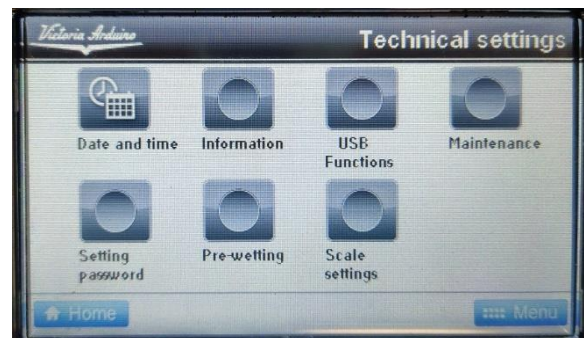 Victoria Arduino
Technical settings
Date and time
Information
USB
Functions
Maintenance
Setting
password
Pre-wetting
Scale
settings
Home
Menu